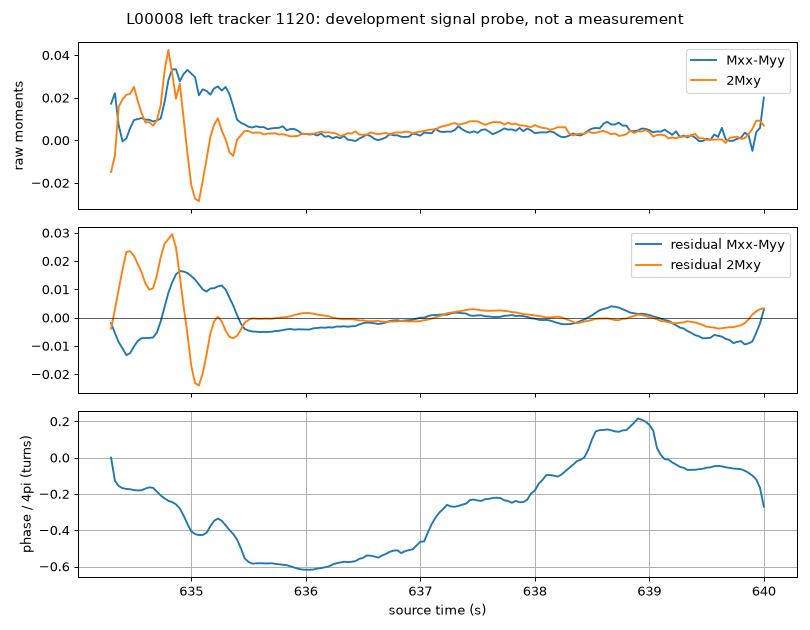 L00008 left tracker 1120: development signal probe, not a measurement
raw moments
0.04
0.02
0.00
−0.02
Mxx-Myy
2Mxy
0.03
0.02
0.01
0.00
−0.01
−0.02
residual Mxx-Myy
residual 2Mxy
phase / 4pi (turns)
0.2
0.0
−0.2
−0.4
−0.6
635 636 637 638 639 640
source time (s)